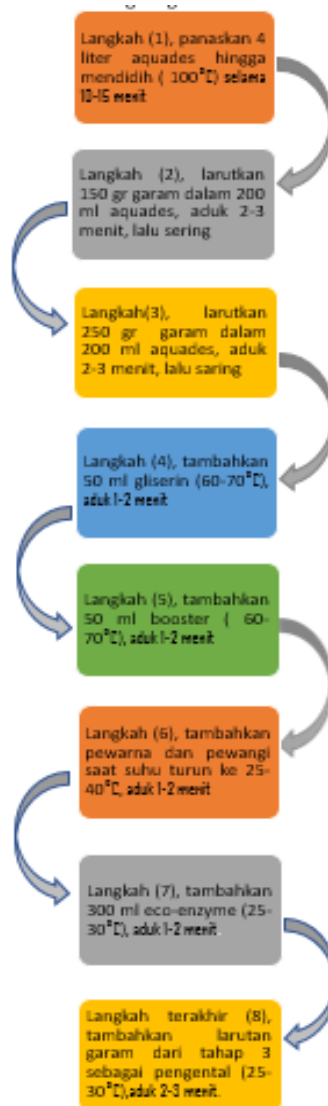 Langkah (1), panaskan 4
liter aquades hingga
mendidih ( 100°C) selama
10-15 menit
Langkah (2), larutkan
150 gr garam dalam 200
ml aquades, aduk 2-3
menit, lalu sering
Langkah(3), larutkan
250 gr garam dalam
200 ml aquades, aduk
2-3 menit, lalu saring
Langkah (4), tambahkan
50 ml gliserin (60-70°C),
aduk 1-2 menit
Langkah (5), tambahkan
50 ml booster ( 60-
70°C), aduk 1-2 menit
Langkah (6), tambahkan
pewarna dan pewangi
saat suhu turun ke 25-
40°C, aduk 1-2 menit
Langkah (7), tambahkan
300 ml eco-enzyme (25-
30°C), aduk 1-2 menit.
Langkah terakhir (8),
tambahkan larutan
garam dari tahap 3
sebagai pengental (25-
30°C),aduk 2-3 menit.